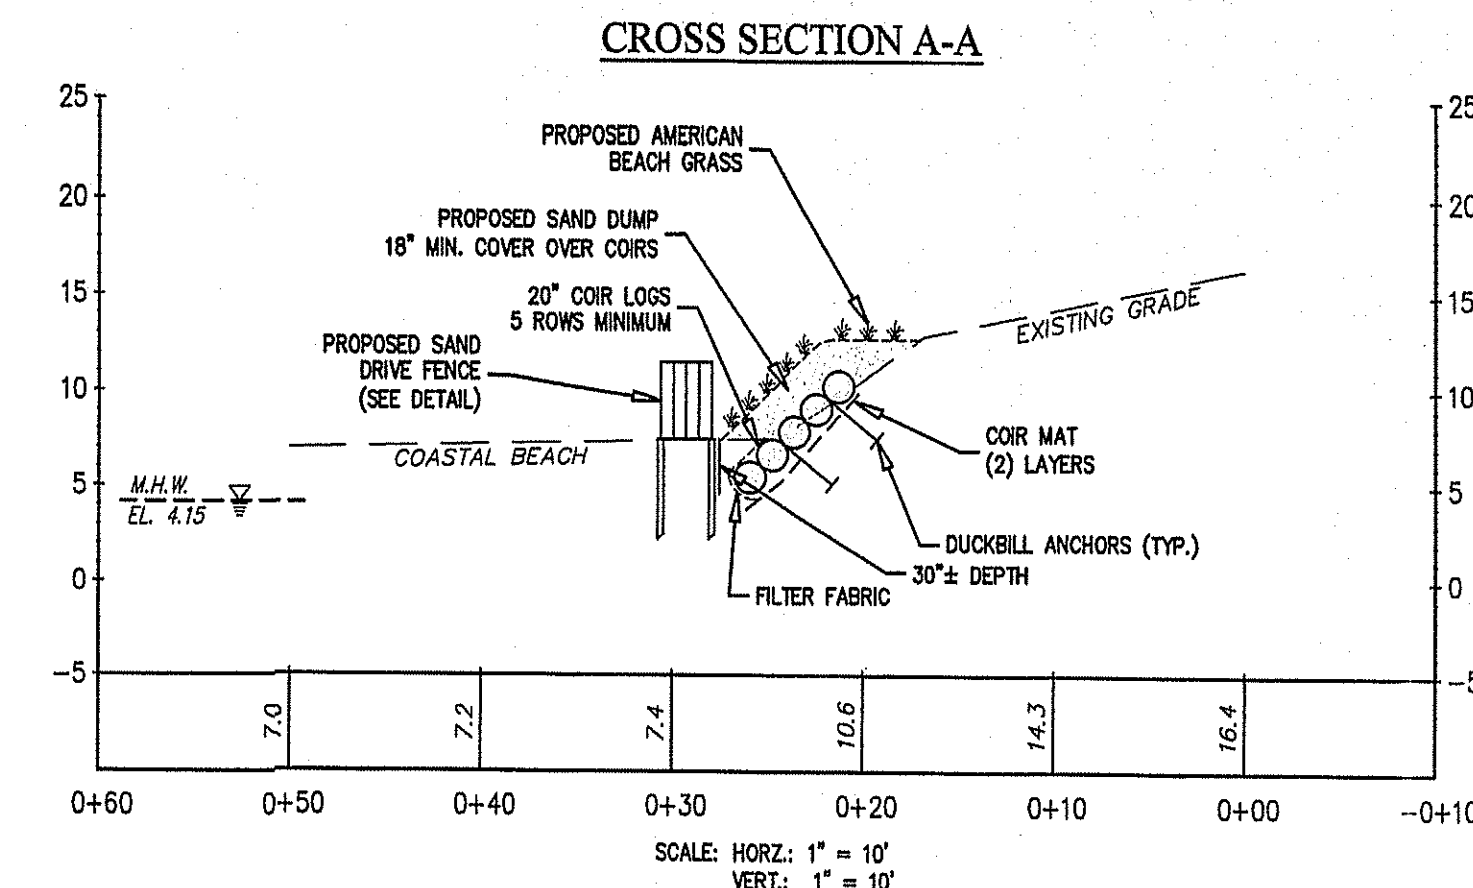 CROSS SECTION A-A
25
25
PROPOSED AMERICAN
BEACH GRASS
20
20
PROPOSED SAND DUMP
18" MIN. COVER OVER COIRS
15
15
20" COIR LOGS
5 ROWS MINIMUM
EXISTING GRADE
PROPOSED SAND
DRIVE FENCE
(SEE DETAIL)
10
10
COASTAL BEACH
COIR MAT
(2) LAYERS
5
5
M.H.W.
EL. 4.15
DUCKBILL ANCHORS (TYP.)
30"± DEPTH
FILTER FABRIC
0
0
-5
-5
7.0
7.2
7.4
10.6
14.3
16.4
0+60
0+50
0+40
0+30
0+20
0+10
0+00
--0+10
SCALE: HORZ.: 1" = 10'
VERT.: 1" = 10'